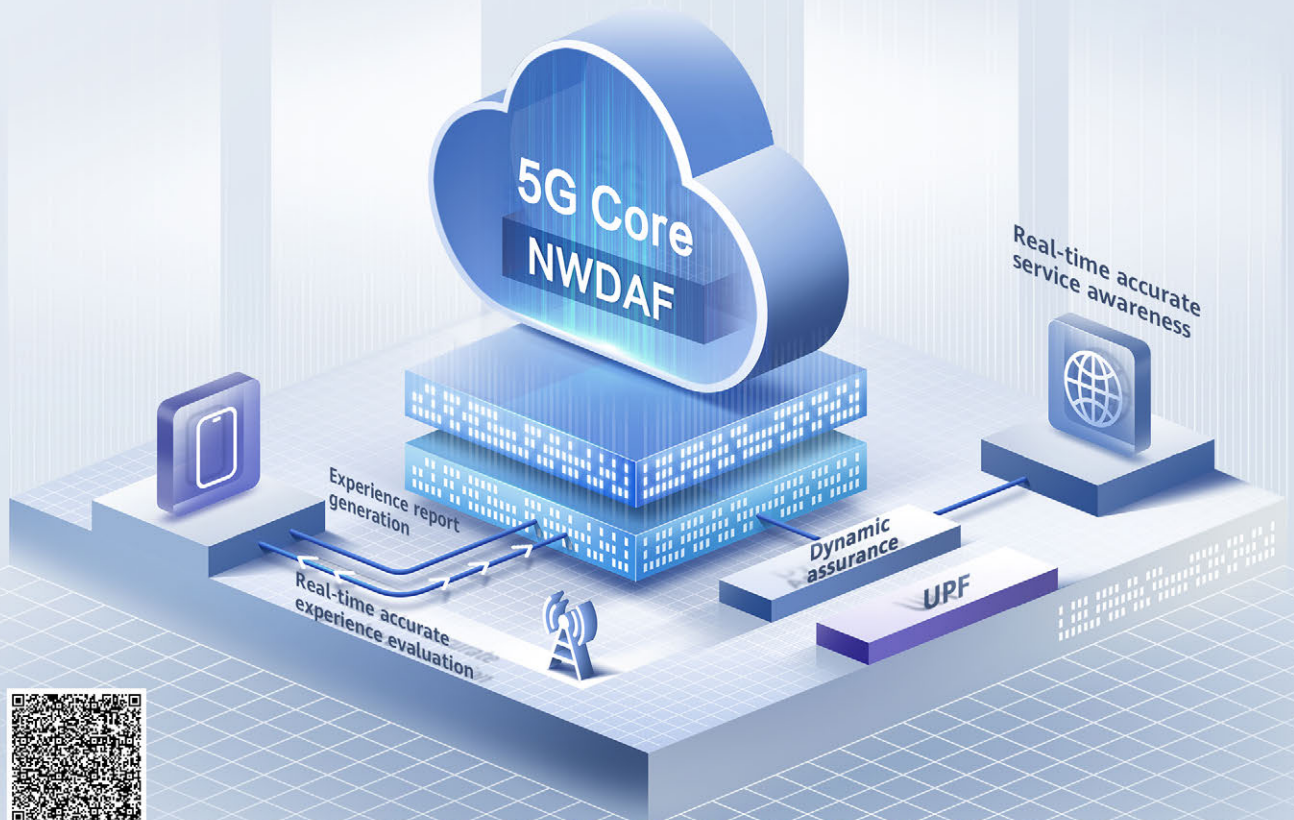 5G Core
NWDAF
Real-time accurate
service awareness
Experience report
generation
Dynamic
assurance
Real-time accurate
experience evaluation
UPF